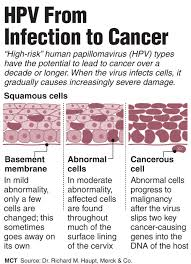 HPV From
Infection to Cancer
"High-risk" human papillomavirus (HPV) types
have the potential to lead to cancer over a
decade or longer. When the virus infects cells, it
gradually causes increasingly severe damage.
Squamous cells
Basement
membrane
In mild
abnormality,
only a few
cells are
changed; this
sometimes
goes away on
its own
Abnormal
cells
In moderate
abnormality,
affected cells
are found
throughout
much of the
surface lining
of the cervix
Cancerous
cell
Abnormal cells
progress to
malignancy after
the virus slips
two key cancer-
causing genes
into the DNA of
the host
MCT Source: Dr. Richard M. Haupt, Merck & Co.